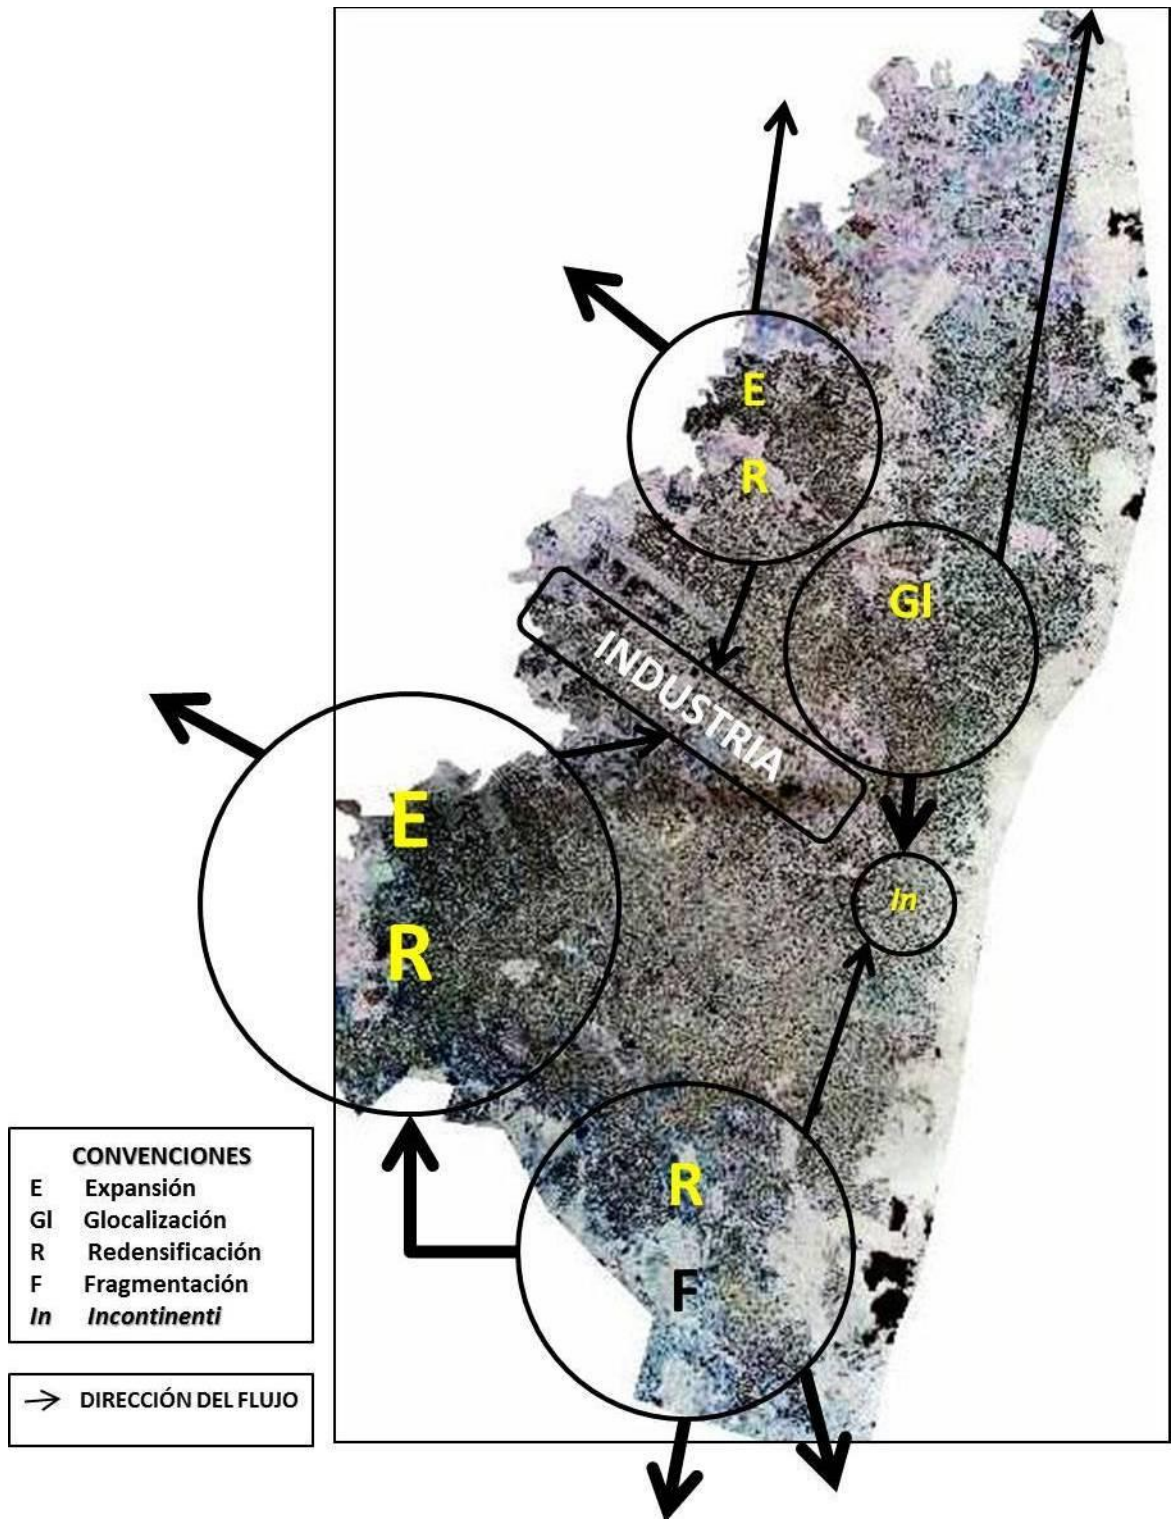 E
R
Gl
INDUSTRIA
E
R
In
R
F
CONVENCIONES
E Expansión
Gl Glocalización
R Redensificación
F Fragmentación
In Incontinenti
DIRECCIÓN DEL FLUJO